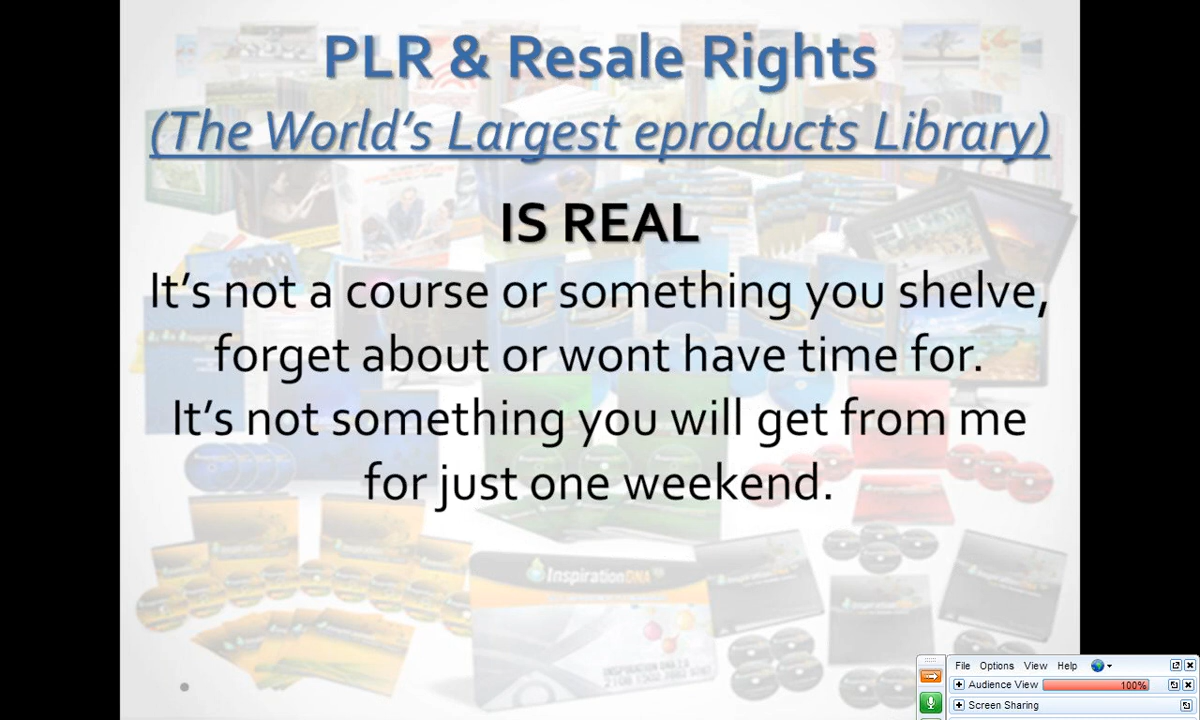 PLR & Resale Rights
(The World's Largest eproducts Library)
IS REAL
It's not a course or something you shelve,
forget about or wont have time for.
It's not something you will get from me
for just one weekend.
InspirationDNA
File Options View Help
Audience View 100%
Screen Sharing